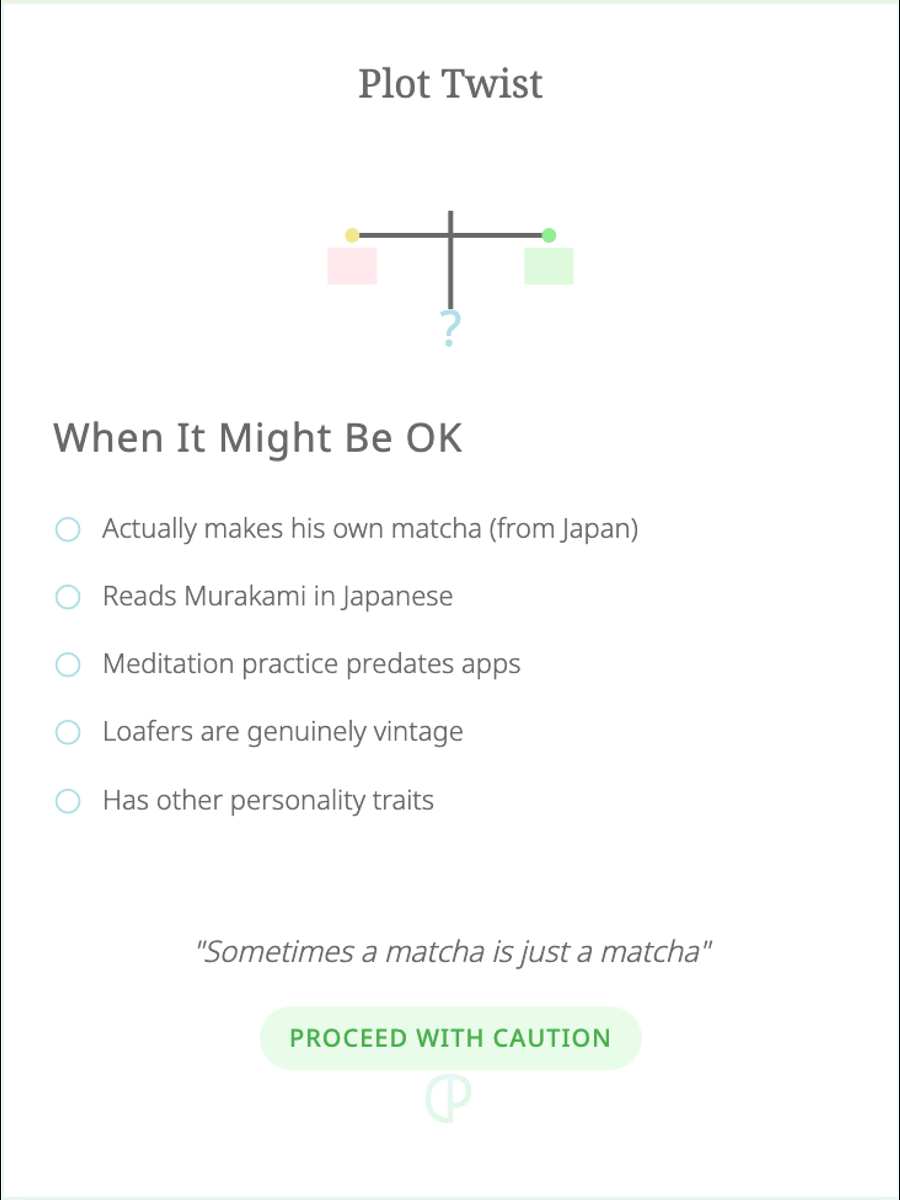 Plot Twist
?
When It Might Be OK
Actually makes his own matcha (from Japan)
Reads Murakami in Japanese
Meditation practice predates apps
Loafers are genuinely vintage
Has other personality traits
"Sometimes a matcha is just a matcha"
PROCEED WITH CAUTION